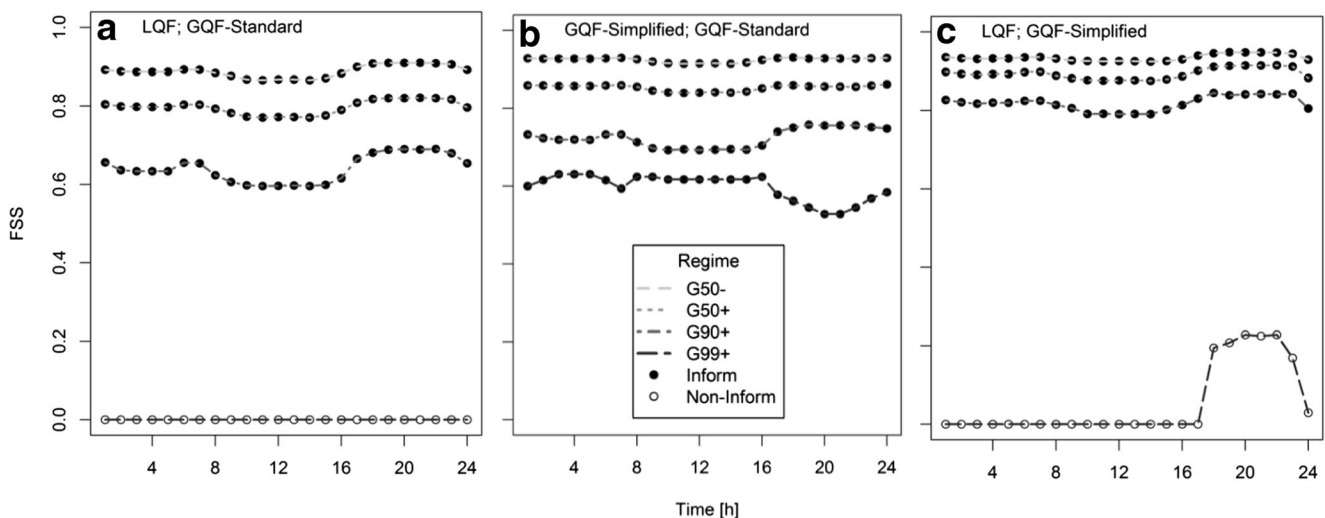 a LQF; GQF-Standard
b GQF-Simplified; GQF-Standard
c LQF; GQF-Simplified
FSS
1.0
0.8
0.6
0.4
0.2
0.0
Regime
G50-
G50+
G90+
G99+
Inform
Non-Inform
4 8 12 16 20 24
4 8 12 16 20 24
4 8 12 16 20 24
Time [h]